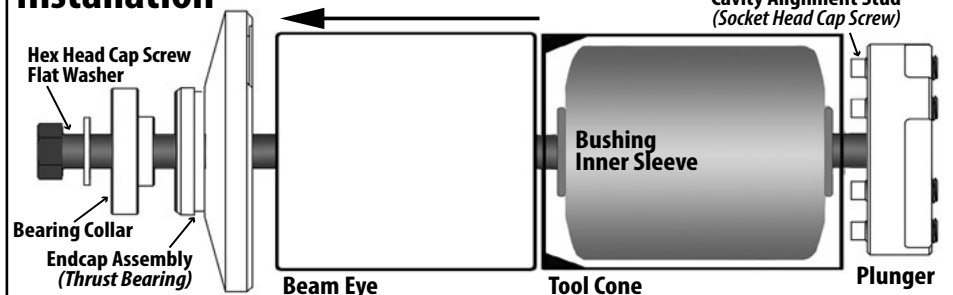 Installation
Cavity Alignment Stud
(Socket Head Cap Screw)
Hex Head Cap Screw
Flat Washer
Bushing
Inner Sleeve
Bearing Collar
Endcap Assembly
(Thrust Bearing)
Beam Eye
Tool Cone
Plunger